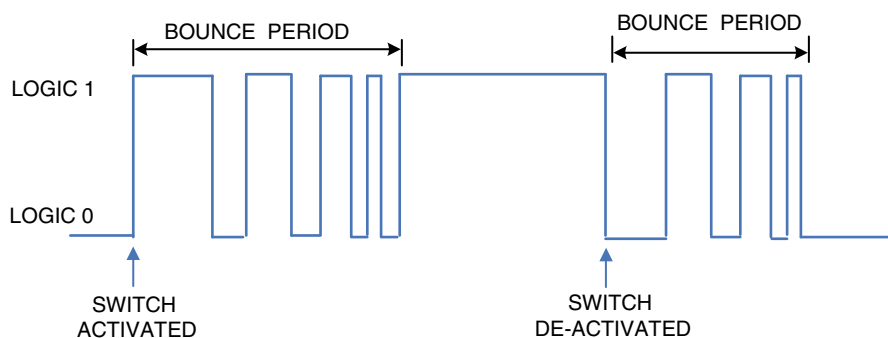 BOUNCE PERIOD
BOUNCE PERIOD
LOGIC 1
LOGIC 0
SWITCH
ACTIVATED
SWITCH
DE-ACTIVATED